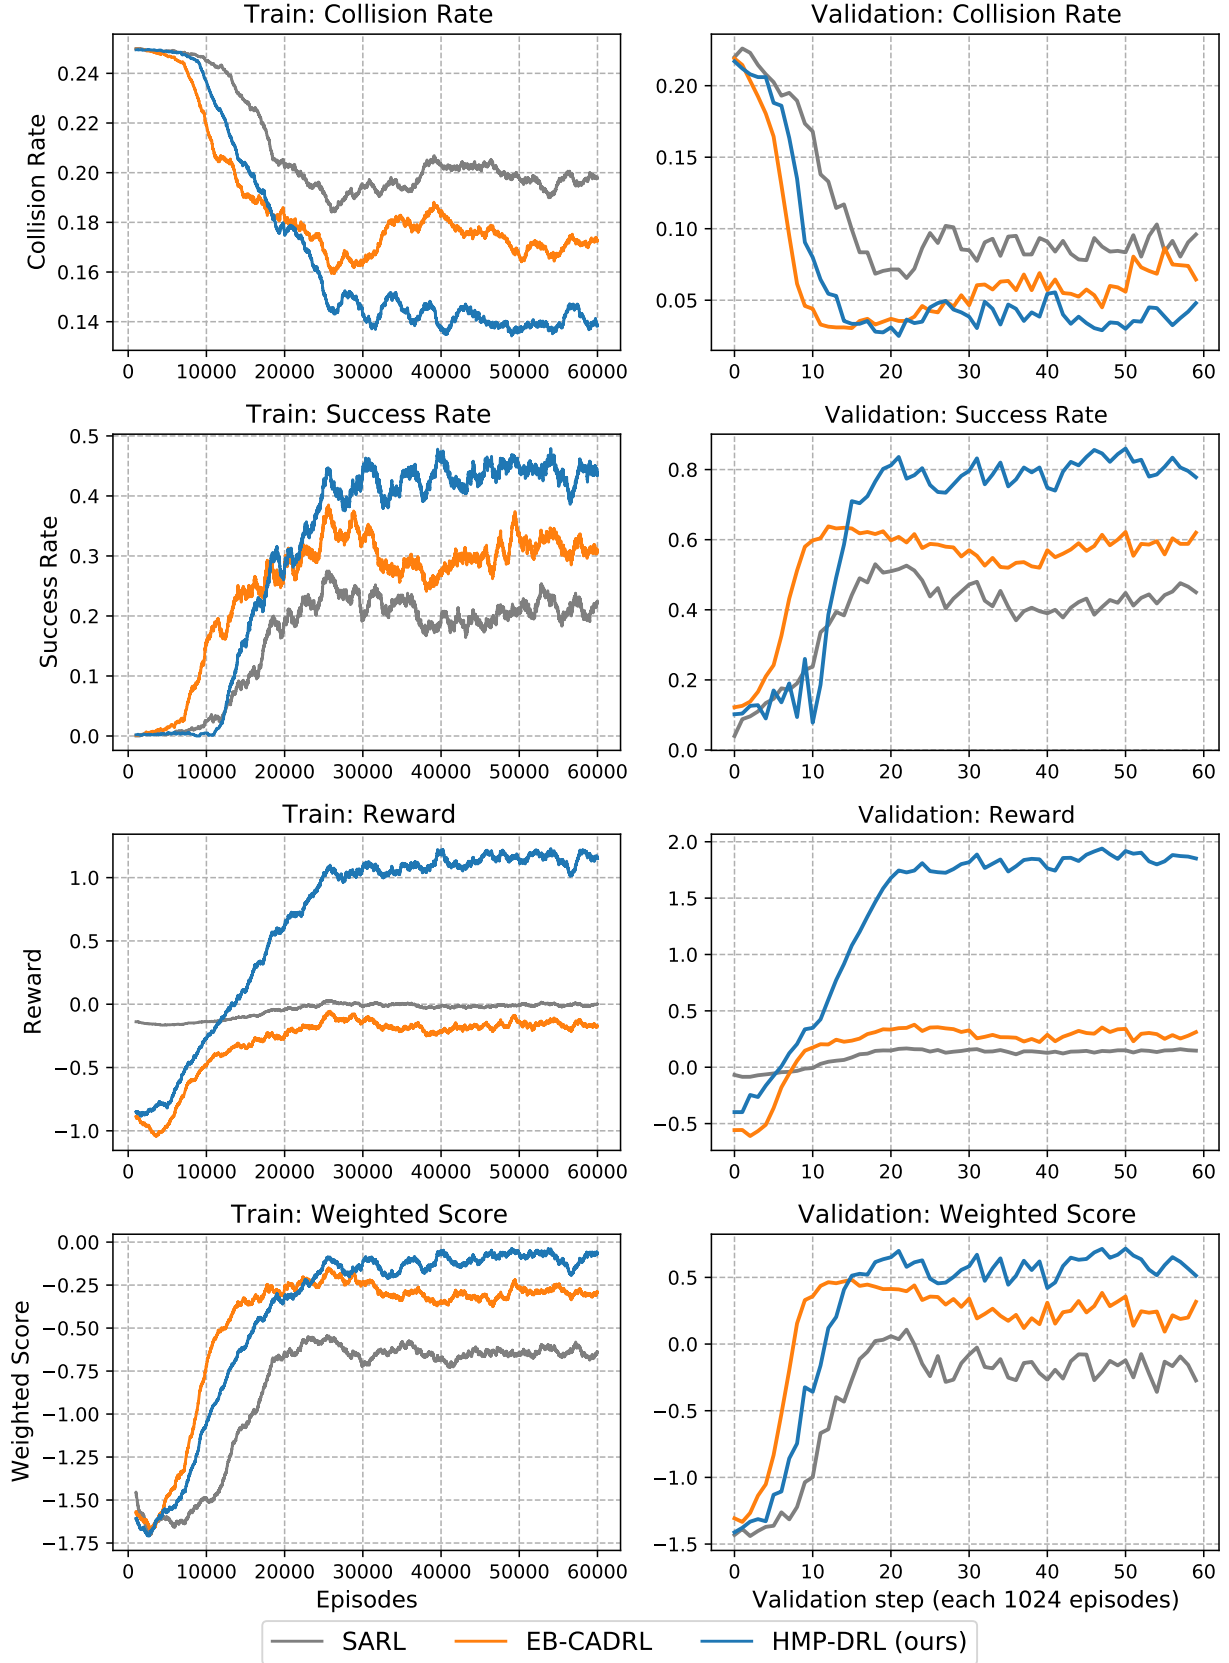 Train: Collision Rate
Validation: Collision Rate
Collision Rate
0.24
0.22
0.20
0.18
0.16
0.14
0 10000 20000 30000 40000 50000 60000
0.20
0.15
0.10
0.05
0 10 20 30 40 50 60
Train: Success Rate
Validation: Success Rate
Success Rate
0.5
0.4
0.3
0.2
0.1
0.0
0 10000 20000 30000 40000 50000 60000
0.8
0.6
0.4
0.2
0.0
0 10 20 30 40 50 60
Train: Reward
Validation: Reward
Reward
1.0
0.5
0.0
−0.5
−1.0
0 10000 20000 30000 40000 50000 60000
2.0
1.5
1.0
0.5
0.0
−0.5
0 10 20 30 40 50 60
Train: Weighted Score
Validation: Weighted Score
Weighted Score
0.00
−0.25
−0.50
−0.75
−1.00
−1.25
−1.50
−1.75
0 10000 20000 30000 40000 50000 60000
Episodes
0.5
0.0
−0.5
−1.0
−1.5
0 10 20 30 40 50 60
Validation step (each 1024 episodes)
SARL EB-CADRL HMP-DRL (ours)